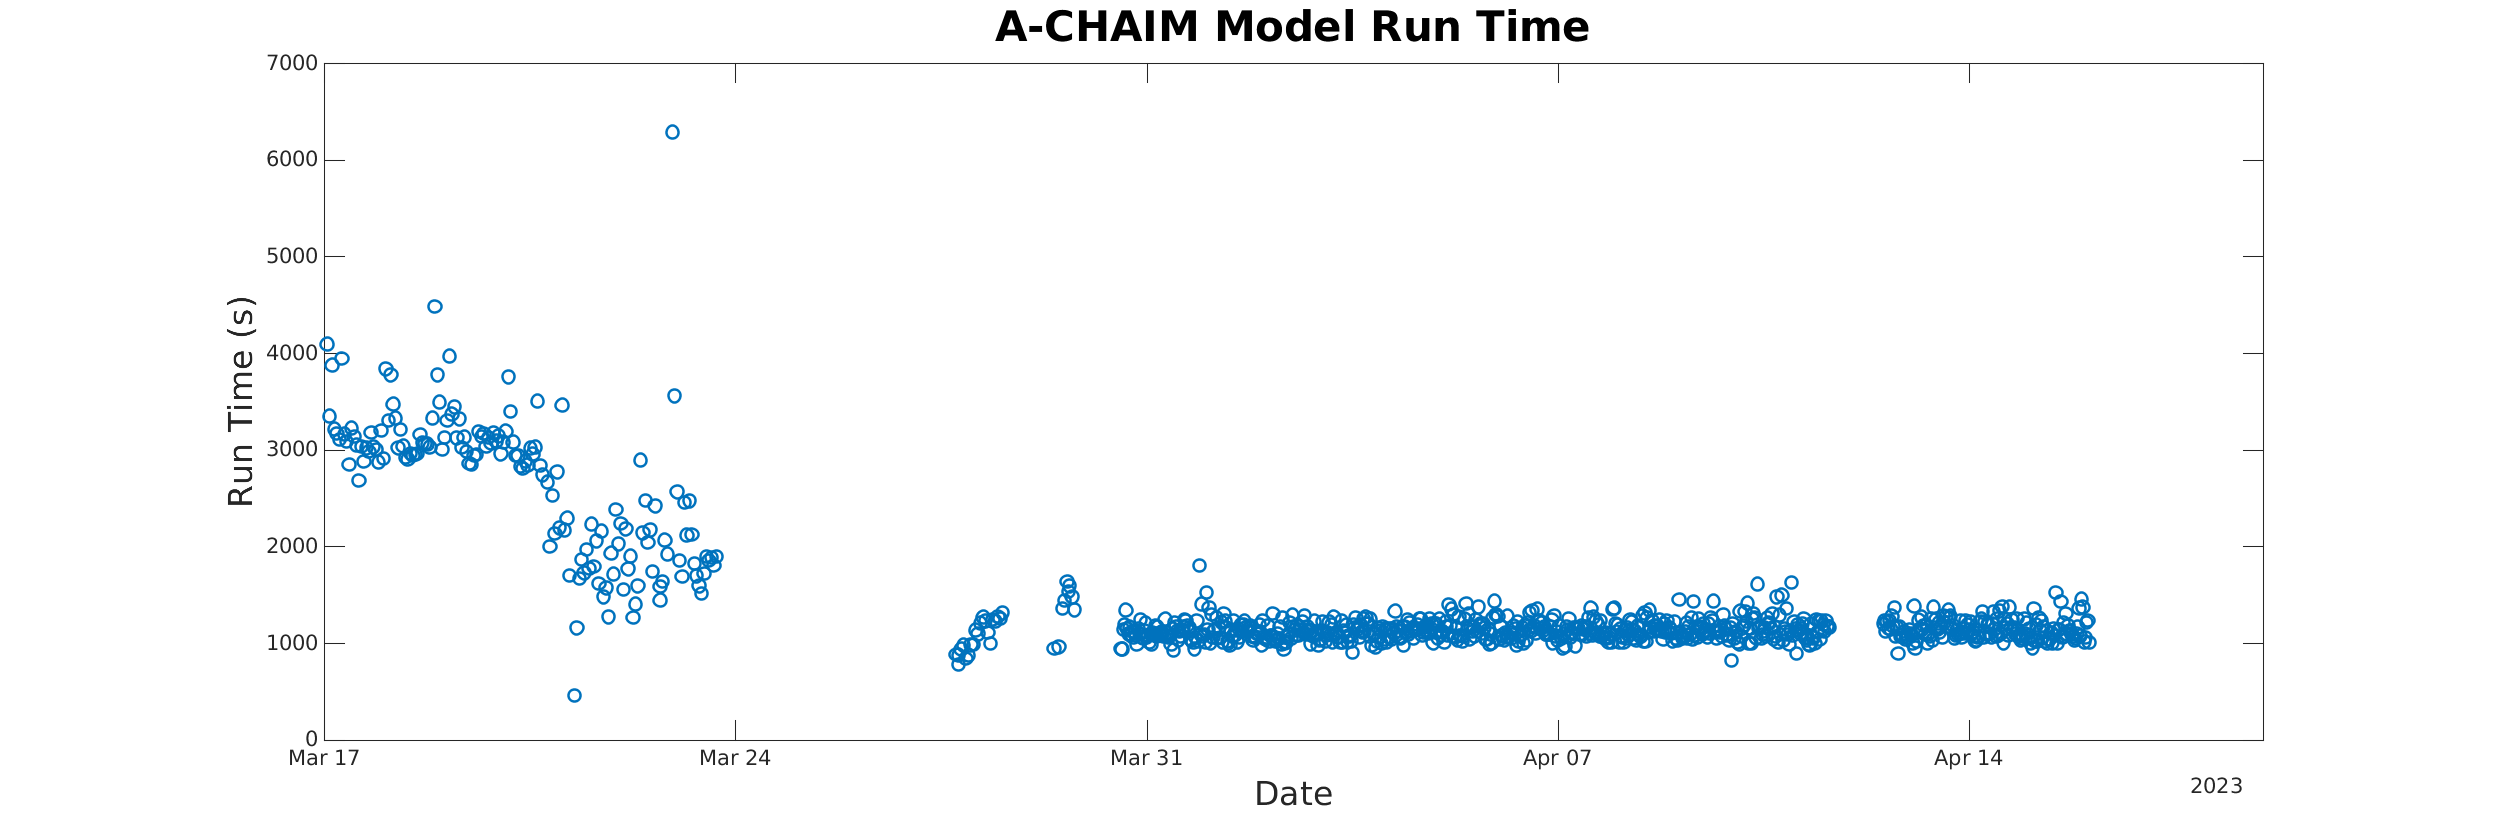 A-CHAIM Model Run Time
7000
6000
5000
4000
3000
2000
1000
0
Run Time (s)
Mar 17 Mar 24 Mar 31 Apr 07 Apr 14
2023
Date